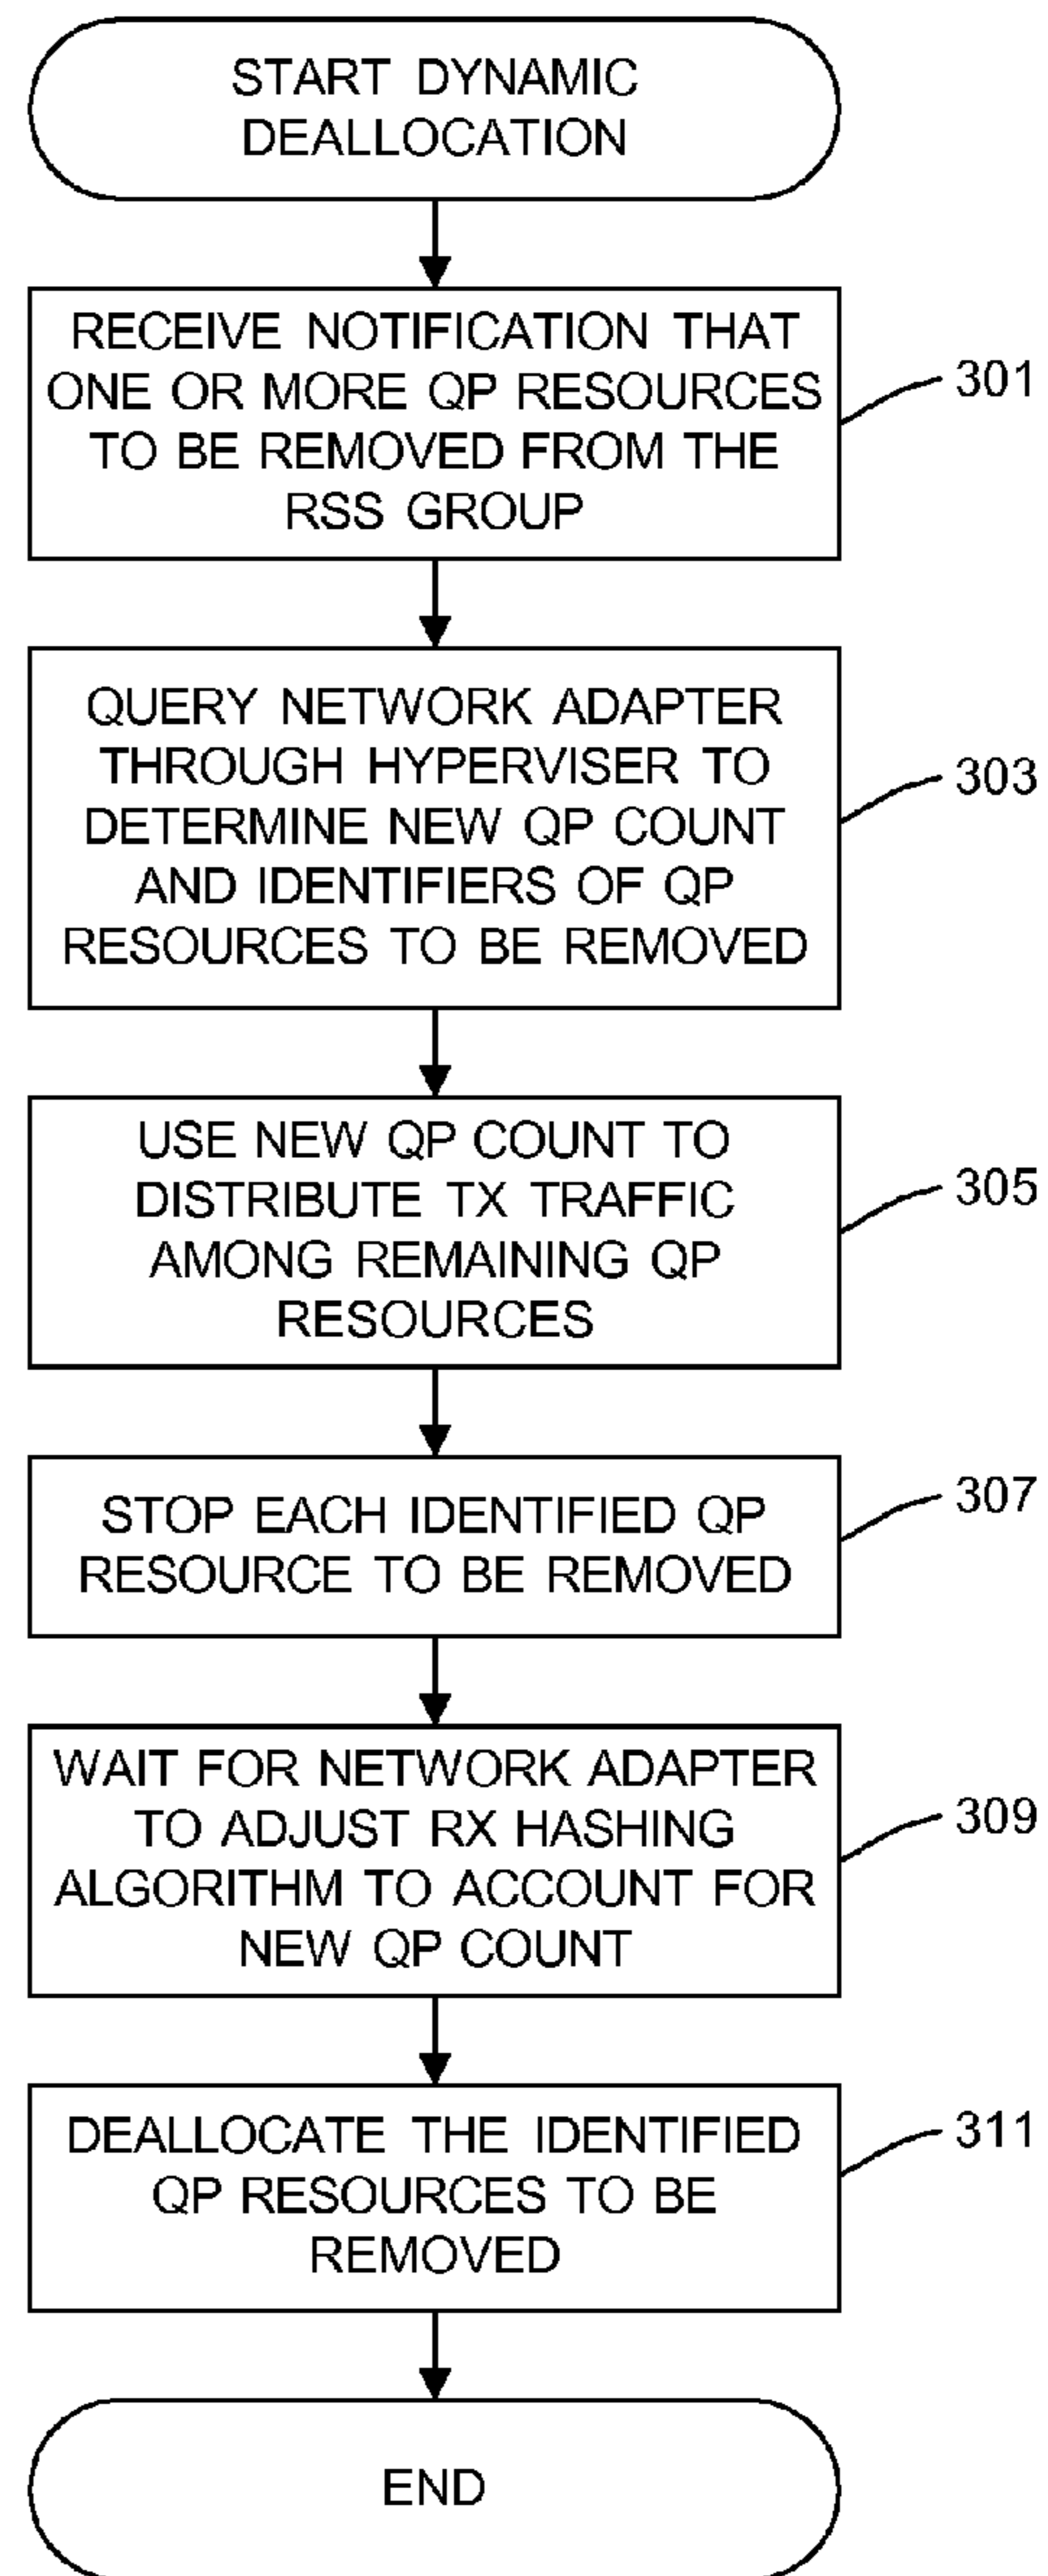 START DYNAMIC
DEALLOCATION
RECEIVE NOTIFICATION THAT
ONE OR MORE QP RESOURCES
TO BE REMOVED FROM THE
RSS GROUP
301
QUERY NETWORK ADAPTER
THROUGH HYPERVISER TO
DETERMINE NEW QP COUNT
AND IDENTIFIERS OF QP
RESOURCES TO BE REMOVED
303
USE NEW QP COUNT TO
DISTRIBUTE TX TRAFFIC
AMONG REMAINING QP
RESOURCES
305
STOP EACH IDENTIFIED QP
RESOURCE TO BE REMOVED
307
WAIT FOR NETWORK ADAPTER
TO ADJUST RX HASHING
ALGORITHM TO ACCOUNT FOR
NEW QP COUNT
309
DEALLOCATE THE IDENTIFIED
QP RESOURCES TO BE
REMOVED
311
END